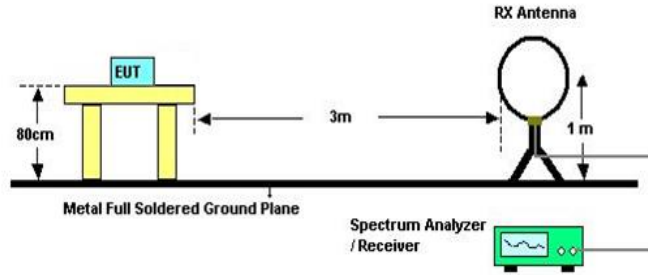 RX Antenna
EUT
3m
80cm
1 m
Metal Full Soldered Ground Plane
Spectrum Analyzer
/ Receiver